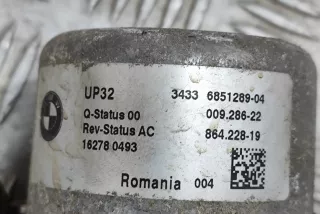 UP32 3433 6851289-04
Q-Status 00 009.286-22
Rev-Status AC 864.228-19
16278 0493
Romania 004